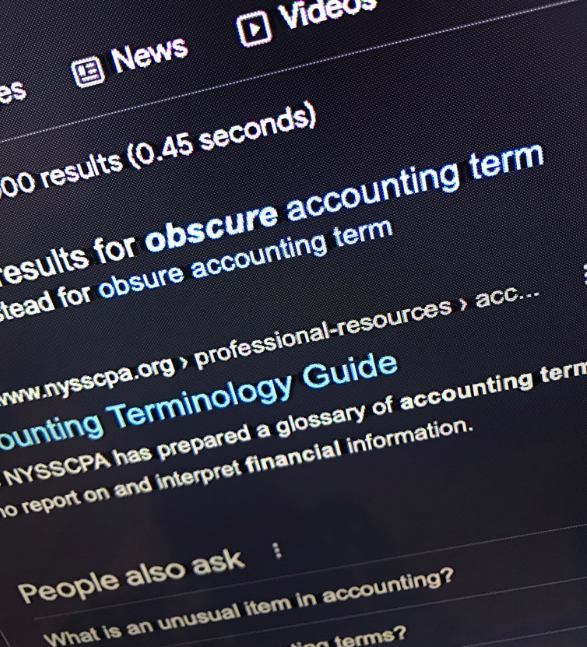 es News Videos
00 results (0.45 seconds)
results for obscure accounting term
stead for obsure accounting term
www.nysscpa.org › professional-resources › acc...
ounting Terminology Guide
NYSSCPA has prepared a glossary of accounting term
ho report on and interpret financial information.
People also ask
What is an unusual item in accounting?
ting terms?